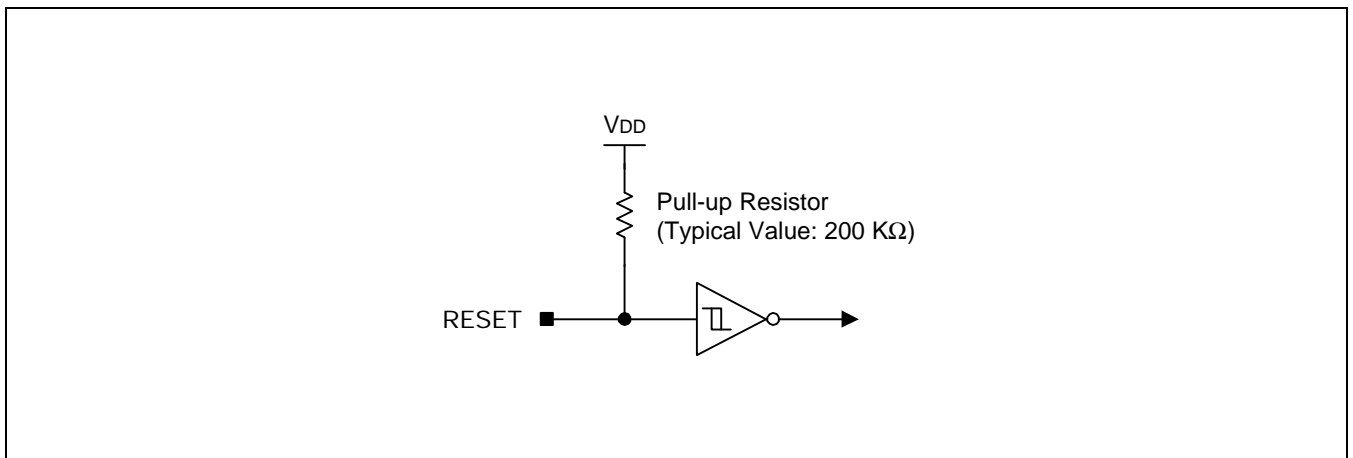 VDD
Pull-up Resistor
(Typical Value: 200 KΩ)
RESET